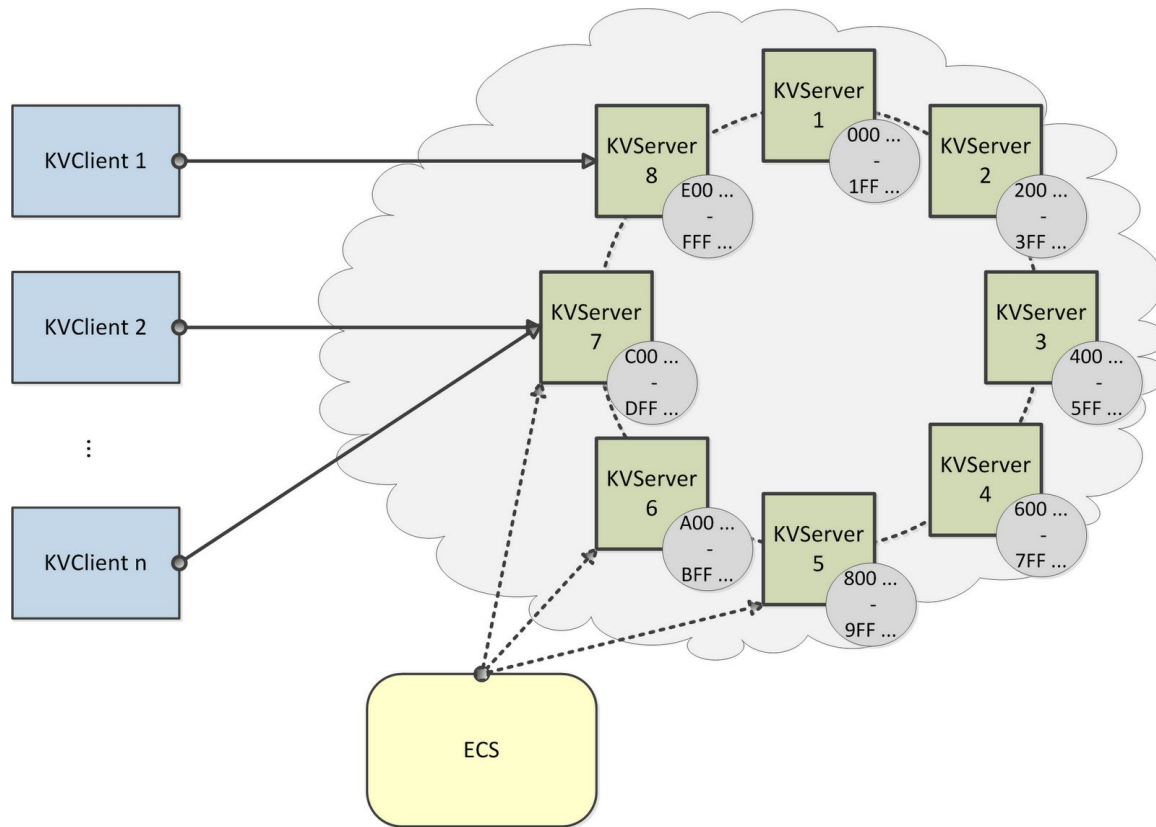 KVClient 1
KVClient 2
⋮
KVClient n
KVServer
1
000 ...
-
1FF ...
KVServer
2
200 ...
-
3FF ...
KVServer
3
400 ...
-
5FF ...
KVServer
4
600 ...
-
7FF ...
KVServer
5
800 ...
-
9FF ...
KVServer
6
A00 ...
-
BFF ...
KVServer
7
C00 ...
-
DFF ...
KVServer
8
E00 ...
-
FFF ...
ECS